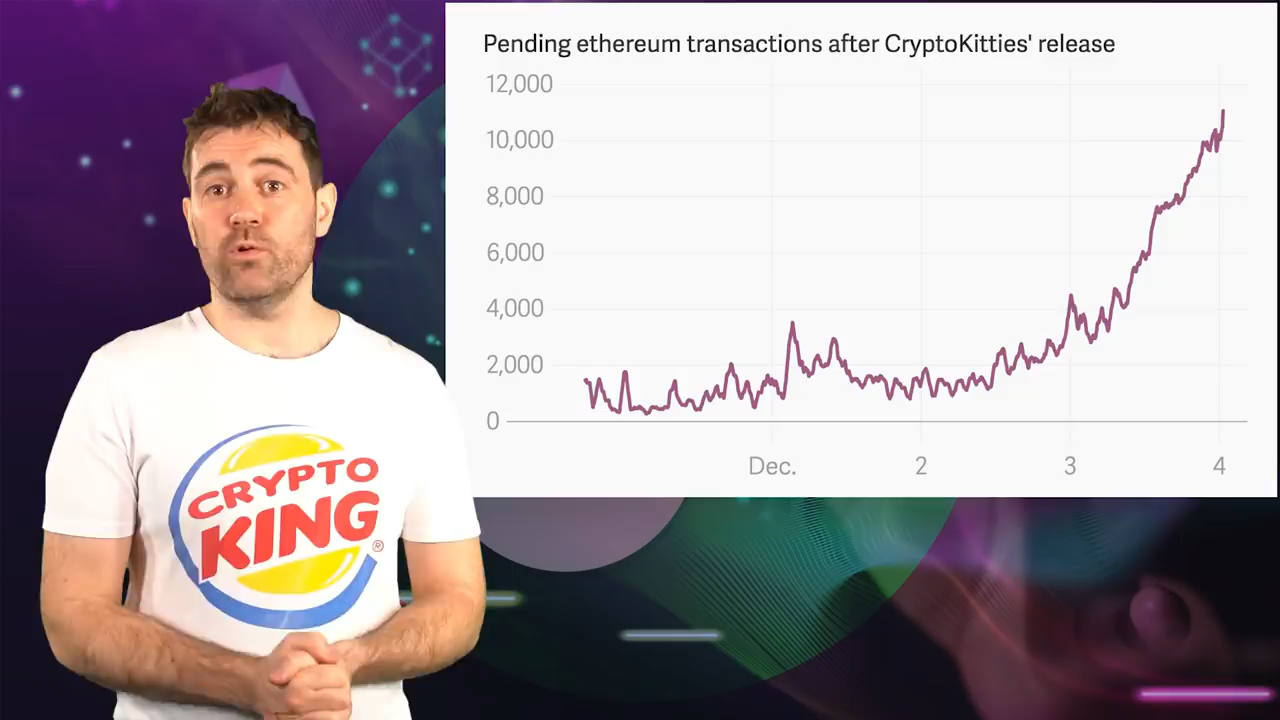 Pending ethereum transactions after CryptoKitties' release
12,000
10,000
8,000
6,000
4,000
2,000
0
Dec. 2 3 4
CRYPTO
KING
®